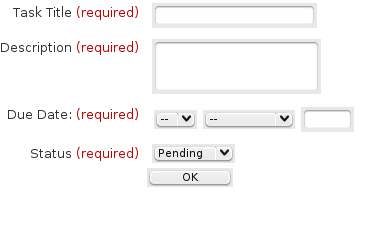 Task Title (required)
Description (required)
Due Date: (required) -- --
Status (required) Pending
OK